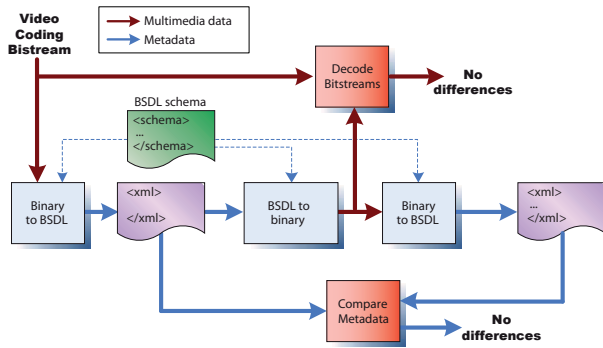 Video
Coding
Bistream
Multimedia data
Metadata
Decode
Bitstreams
No
differences
BSDL schema
<schema>
...
</schema>
Binary
to BSDL
<xml>
</xml>
BSDL to
binary
Binary
to BSDL
<xml>
...
</xml>
Compare
Metadata
No
differences